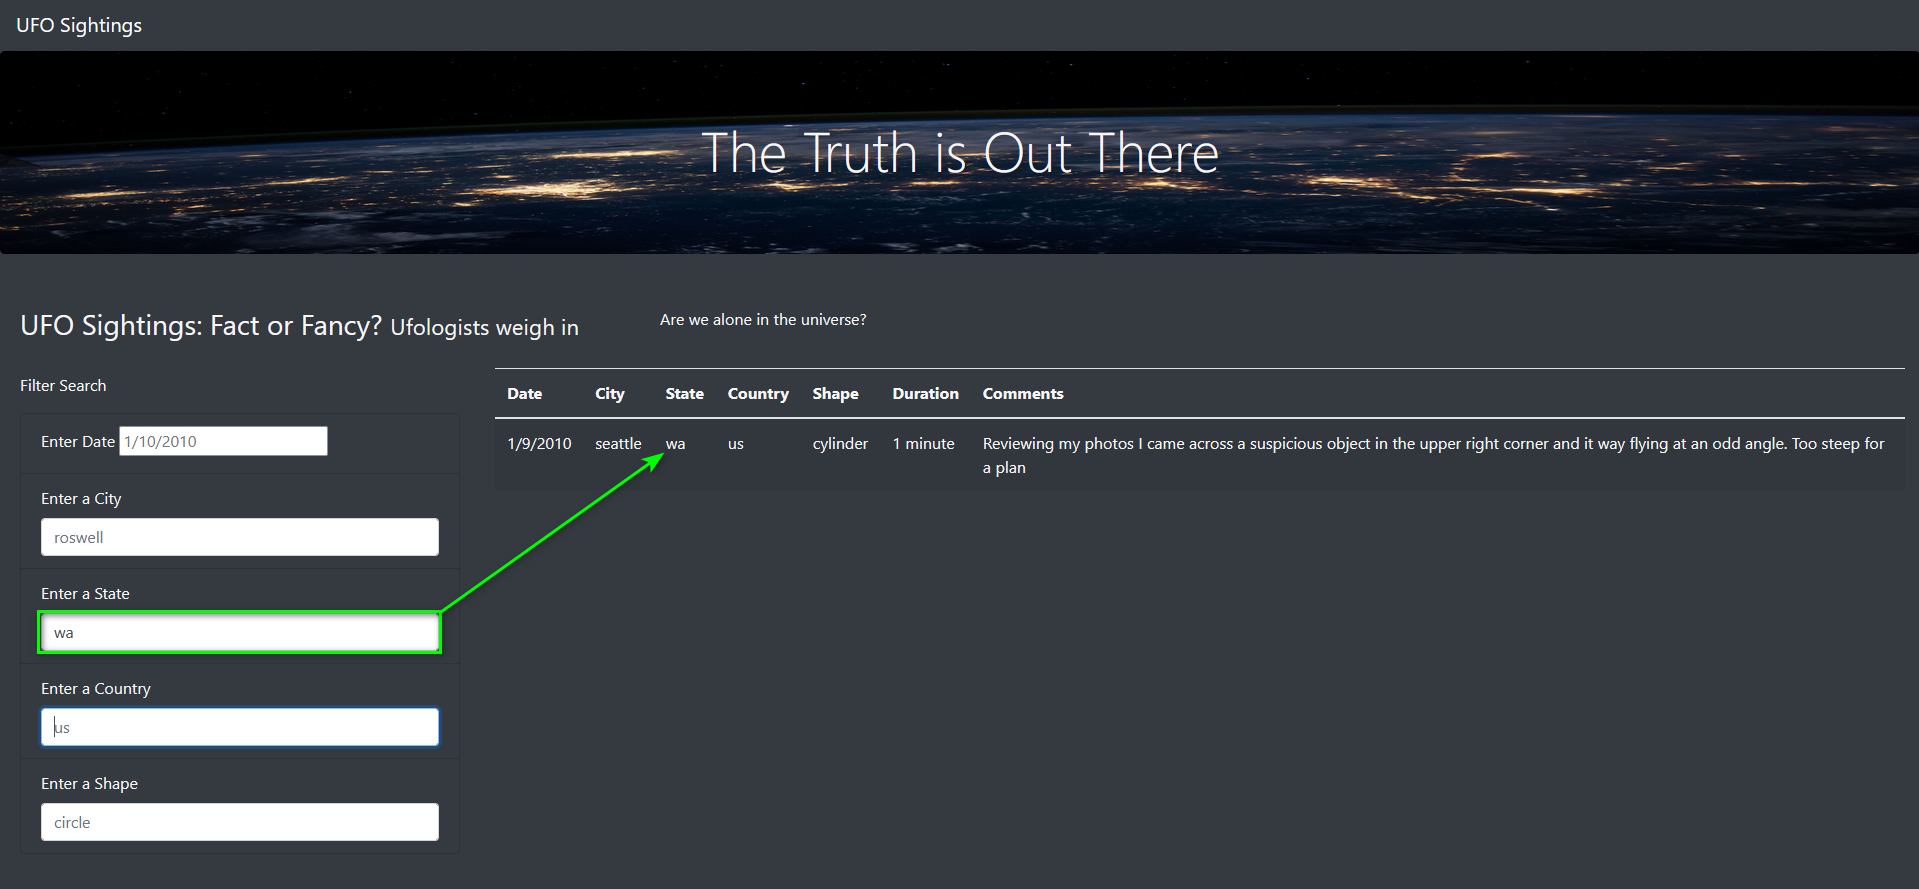 UFO Sightings
The Truth is Out There
UFO Sightings: Fact or Fancy? Ufologists weigh in
Are we alone in the universe?
Filter Search
Enter Date 1/10/2010
Enter a City
roswell
Enter a State
wa
Enter a Country
us
Enter a Shape
circle
Date City State Country Shape Duration Comments
1/9/2010 seattle wa us cylinder 1 minute Reviewing my photos I came across a suspicious object in the upper right corner and it way flying at an odd angle. Too steep for
a plan